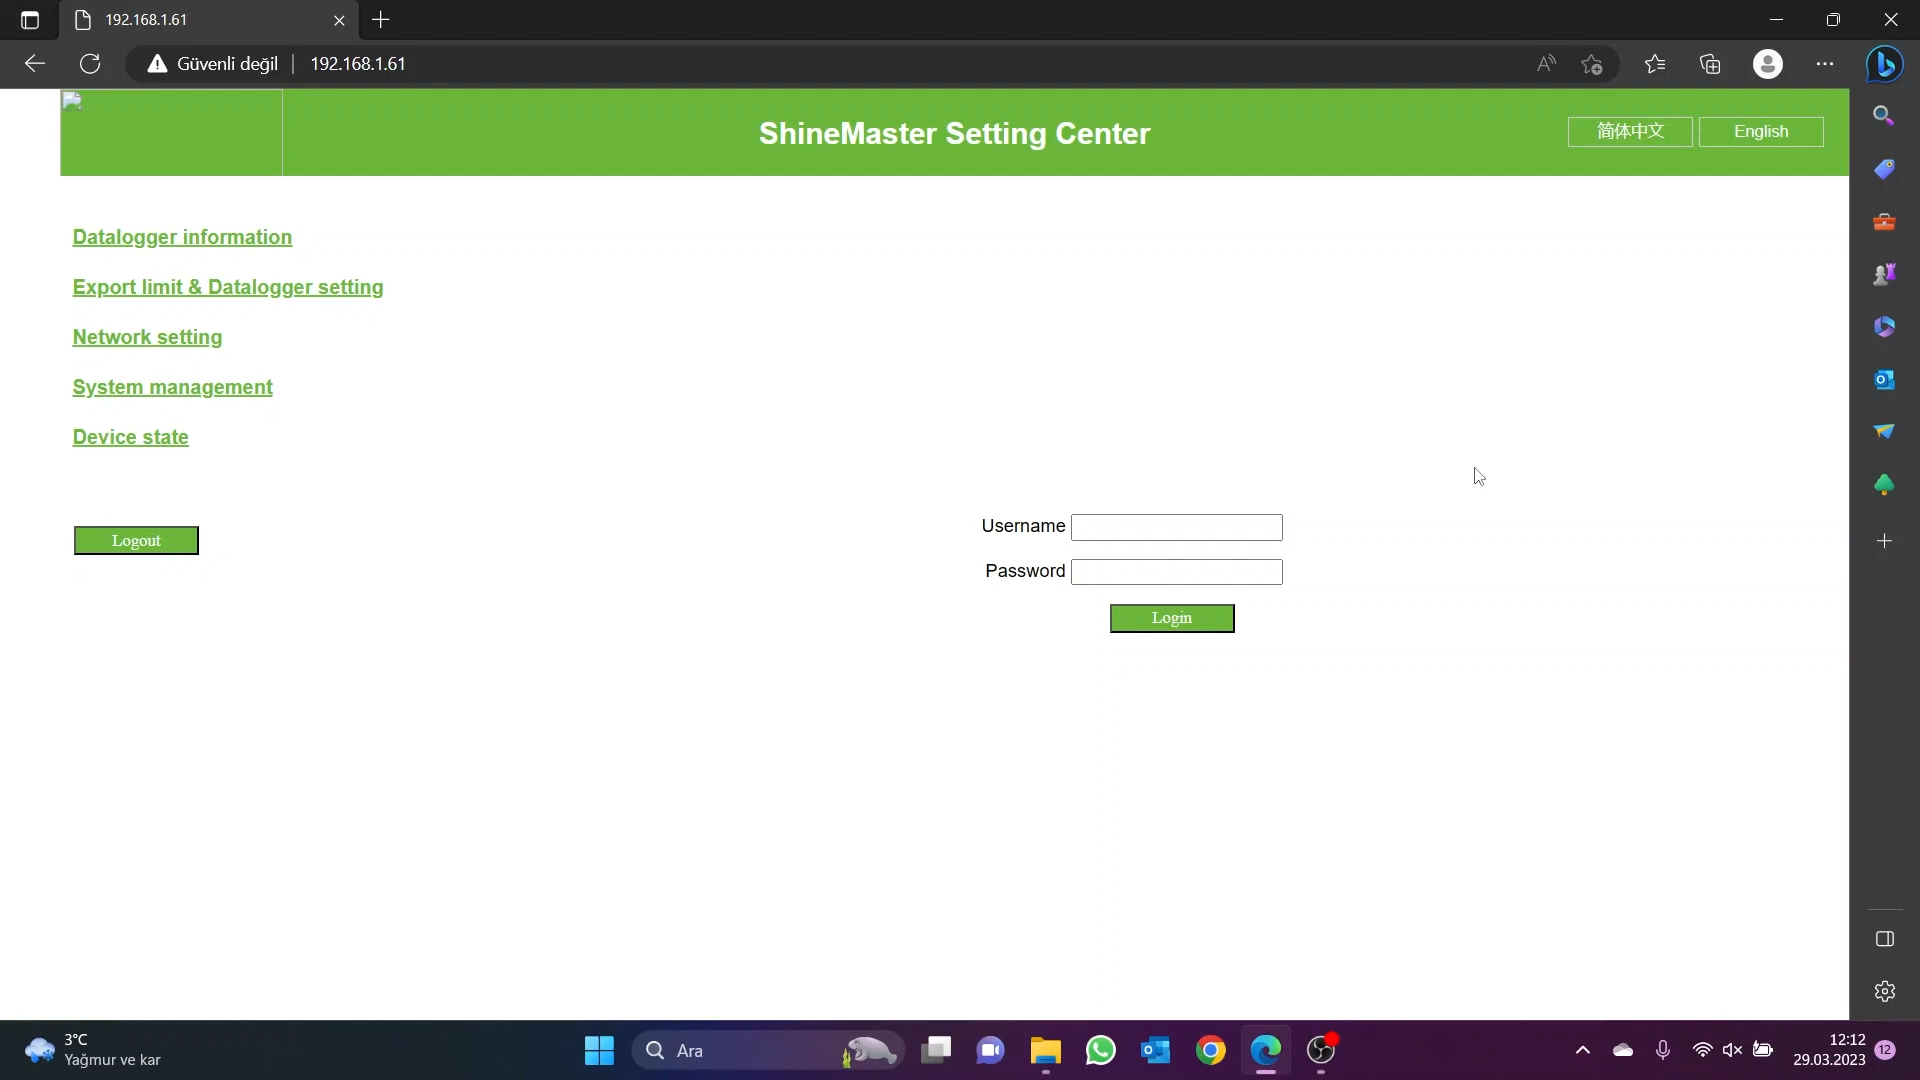 192.168.1.61
Güvenli değil
192.168.1.61
ShineMaster Setting Center
简体中文
English
Datalogger information
Export limit & Datalogger setting
Network setting
System management
Device state
Logout
Username
Password
Login
3°C
Yağmur ve kar
Ara
12:12
29.03.2023
12